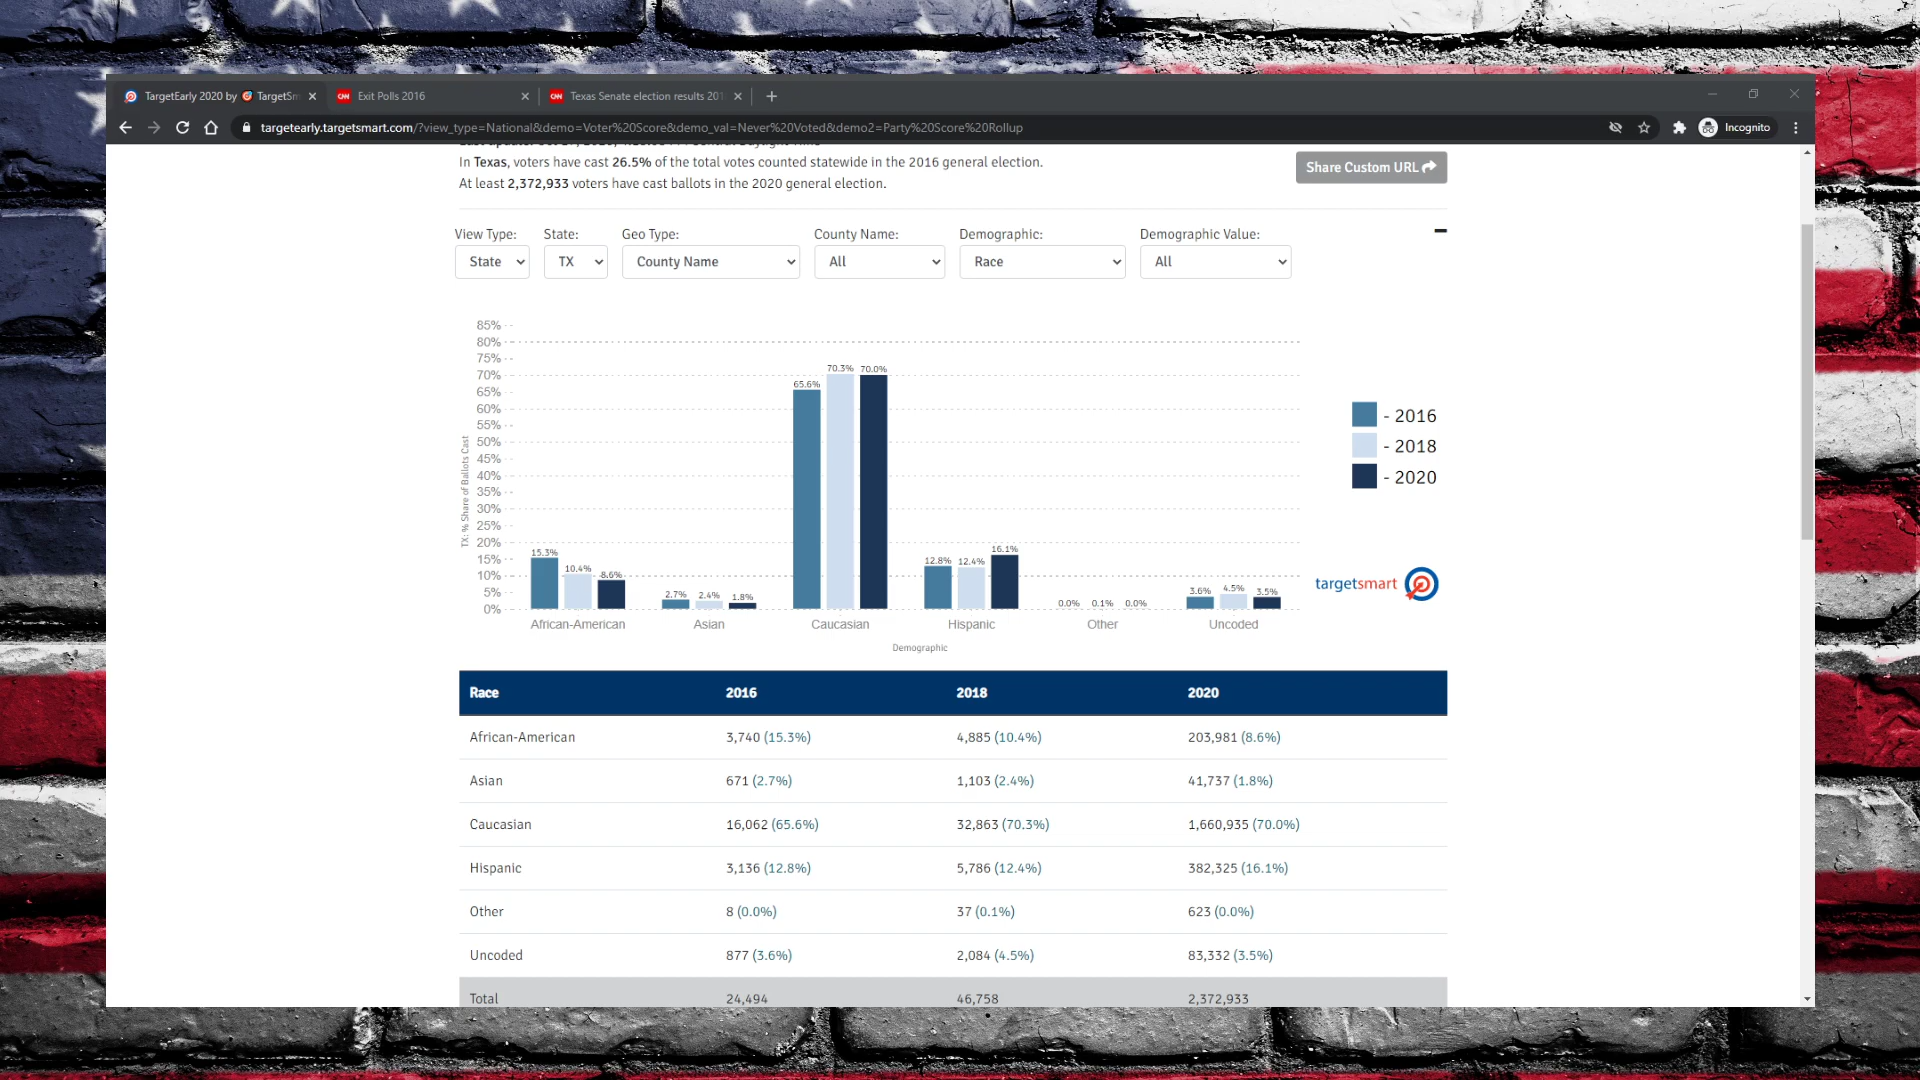 TargetEarly 2020 by TargetSm
Exit Polls 2016
Texas Senate election results 201
targetearly.targetsmart.com/?view_type=National&demo=Voter%20Score&demo_val=Never%20Voted&demo2=Party%20Score%20Rollup
Incognito
In Texas, voters have cast 26.5% of the total votes counted statewide in the 2016 general election.
At least 2,372,933 voters have cast ballots in the 2020 general election.
Share Custom URL
View Type: State: Geo Type: County Name: Demographic: Demographic Value:
State TX County Name All Race All
85%
80%
75%
70%
65%
60%
55%
50%
45%
40%
35%
30%
25%
20%
15%
10%
5%
0%
TX: % Share of Ballots Cast
15.3% 10.4% 8.6%
2.7% 2.4% 1.8%
65.6% 70.3% 70.0%
12.8% 12.4% 16.1%
0.0% 0.1% 0.0%
3.6% 4.5% 3.5%
African-American Asian Caucasian Hispanic Other Uncoded
Demographic
- 2016
- 2018
- 2020
targetsmart
Race 2016 2018 2020
African-American 3,740 (15.3%) 4,885 (10.4%) 203,981 (8.6%)
Asian 671 (2.7%) 1,103 (2.4%) 41,737 (1.8%)
Caucasian 16,062 (65.6%) 32,863 (70.3%) 1,660,935 (70.0%)
Hispanic 3,136 (12.8%) 5,786 (12.4%) 382,325 (16.1%)
Other 8 (0.0%) 37 (0.1%) 623 (0.0%)
Uncoded 877 (3.6%) 2,084 (4.5%) 83,332 (3.5%)
Total 24,494 46,758 2,372,933